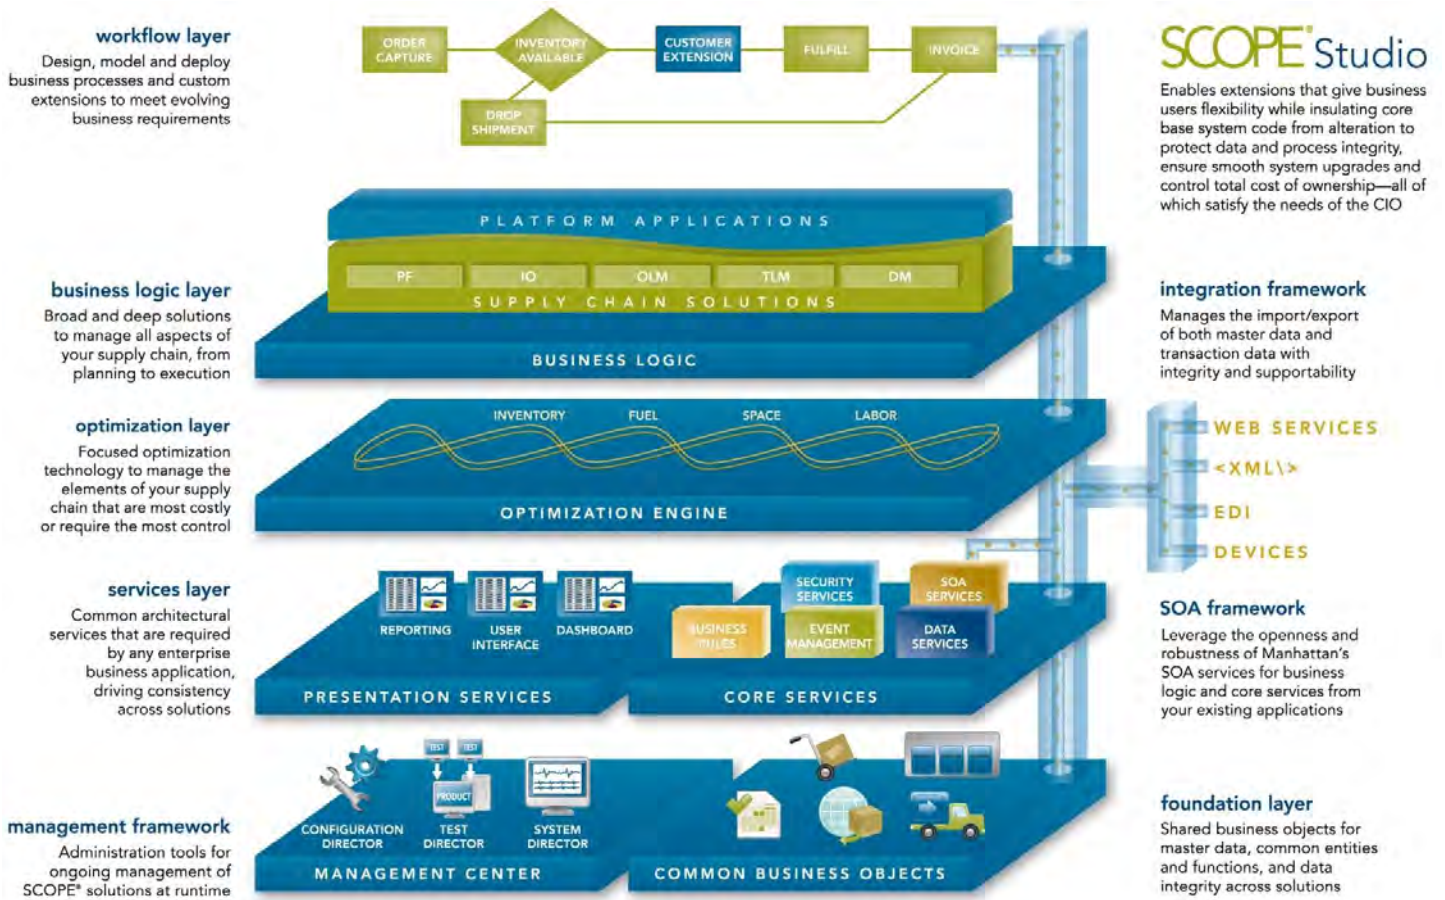 workflow layer
Design, model and deploy
business processes and custom
extensions to meet evolving
business requirements
ORDER
CAPTURE
INVENTORY
AVAILABLE
CUSTOMER
EXTENSION
FULFILL
INVOICE
DROP
SHIPMENT
SCOPE® Studio
Enables extensions that give business
users flexibility while insulating core
base system code from alteration to
protect data and process integrity,
ensure smooth system upgrades and
control total cost of ownership—all of
which satisfy the needs of the CIO
business logic layer
Broad and deep solutions
to manage all aspects of
your supply chain, from
planning to execution
PLATFORM APPLICATIONS
PF
IO
OLM
TLM
DM
SUPPLY CHAIN SOLUTIONS
BUSINESS LOGIC
integration framework
Manages the import/export
of both master data and
transaction data with
integrity and supportability
optimization layer
Focused optimization
technology to manage the
elements of your supply
chain that are most costly
or require the most control
INVENTORY
FUEL
SPACE
LABOR
OPTIMIZATION ENGINE
WEB SERVICES
<XML\>
EDI
DEVICES
services layer
Common architectural
services that are required
by any enterprise
business application,
driving consistency
across solutions
REPORTING
USER
INTERFACE
DASHBOARD
PRESENTATION SERVICES
SECURITY
SERVICES
SOA
SERVICES
BUSINESS
RULES
EVENT
MANAGEMENT
DATA
SERVICES
CORE SERVICES
SOA framework
Leverage the openness and
robustness of Manhattan's
SOA services for business
logic and core services from
your existing applications
management framework
Administration tools for
ongoing management of
SCOPE® solutions at runtime
TEST
TEST
PRODUCT
CONFIGURATION
DIRECTOR
TEST
DIRECTOR
SYSTEM
DIRECTOR
MANAGEMENT CENTER
COMMON BUSINESS OBJECTS
foundation layer
Shared business objects for
master data, common entities
and functions, and data
integrity across solutions